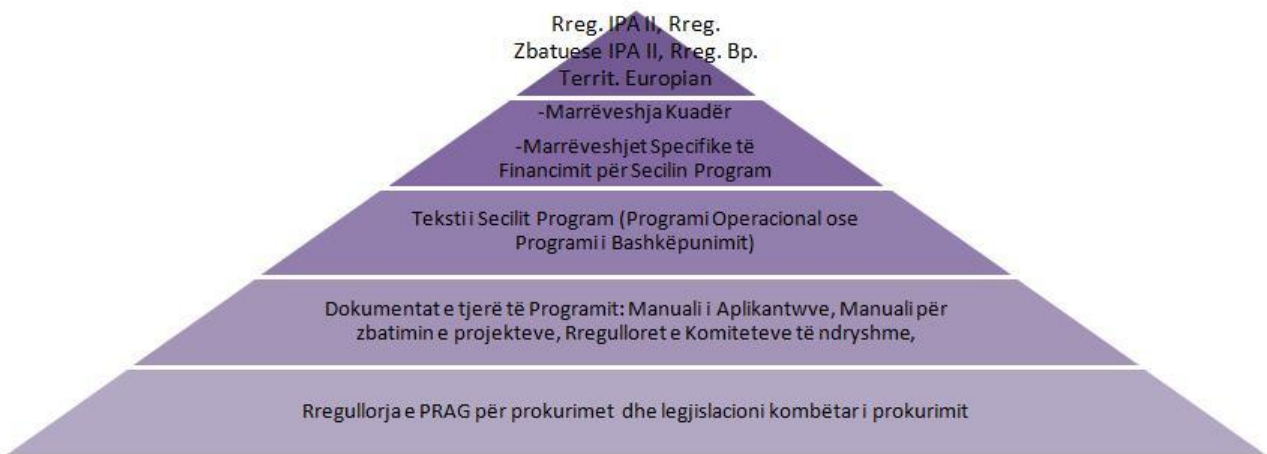 Rreg. IPA II, Rreg.
Zbatuese IPA II, Rreg. Bp.
Territ. Europian
-Marrëveshja Kuadër
-Marrëveshjet Specifike të
Financimit për Secilin Program
Teksti i Secilit Program (Programi Operacional ose
Programi i Bashkëpunimit)
Dokumentat e tjerë të Programit: Manuali i Aplikantwve, Manuali për
zbatimin e projekteve, Rregulloret e Komiteteve të ndryshme,
Rregullorja e PRAG për prokurimet dhe legjislacioni kombëtar i prokurimit